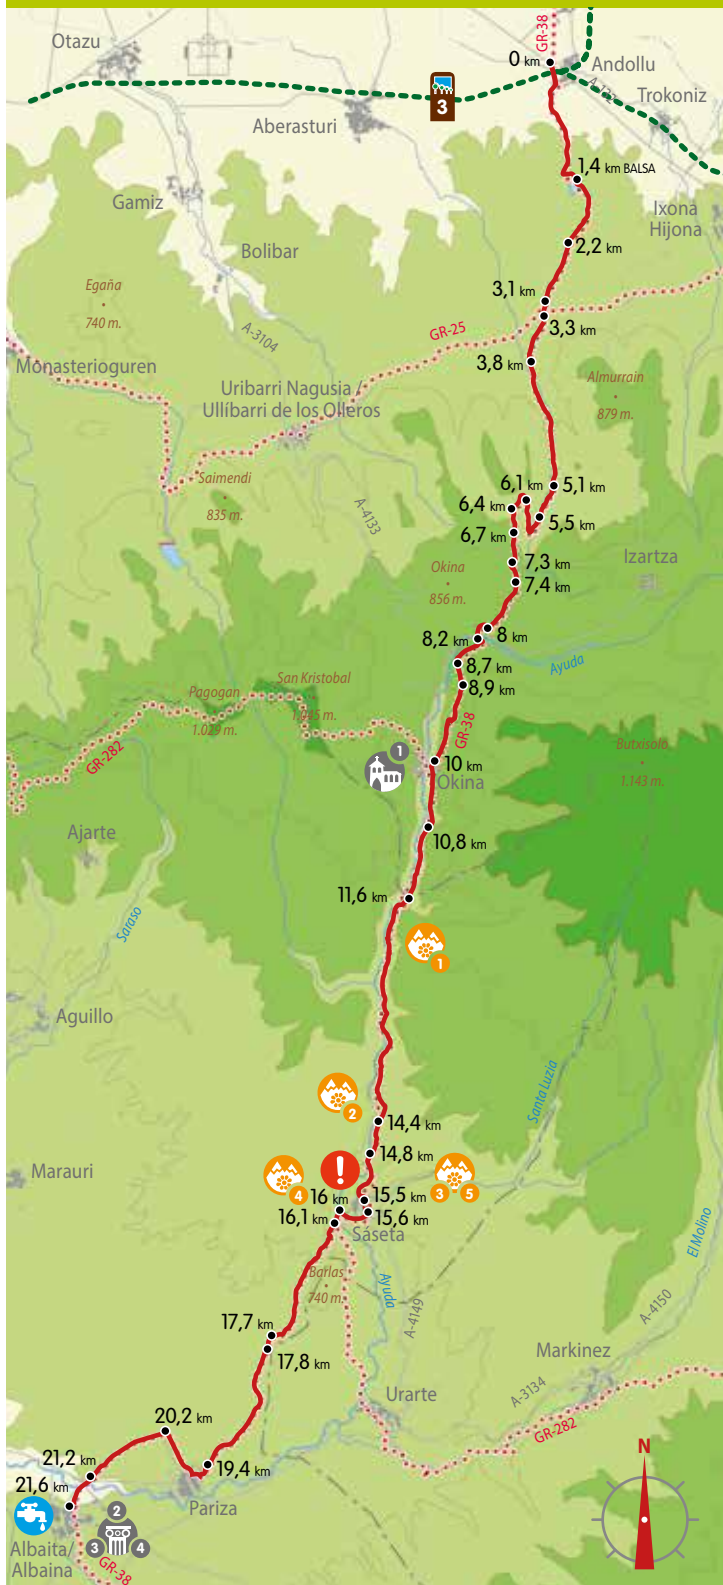 GR-38
Otazu
0 km
Andollu
A-132
Trokoniz
3
Aberasturi
1,4 km BALSA
Gamiz
Ixona
Hijona
2,2 km
Bolibar
Egaña
740 m.
3,1 km
3,3 km
GR-25
A-3104
3,8 km
Monasterioguren
Almurrain
879 m.
Uribarri Nagusia /
Ullíbarri de los Olleros
Saimendi
835 m.
6,1 km
5,1 km
6,4 km
5,5 km
A-4133
6,7 km
Izartza
7,3 km
Okina
856 m.
7,4 km
8 km
8,2 km
Ayuda
8,7 km
8,9 km
San Kristobal
1.045 m.
Pagogan
1.029 m.
GR-38
GR-282
Butxisolo
1.143 m.
1
10 km
Okina
Ajarte
10,8 km
11,6 km
Saraso
1
Aguillo
2
Santa Luzia
14,4 km
14,8 km
Marauri
4
!
3
5
15,5 km
16 km
15,6 km
16,1 km
Sáseta
El Molino
Barlas
740 m.
Ayuda
A-4149
A-4150
17,7 km
17,8 km
Markinez
A-3134
Urarte
20,2 km
GR-282
N
21,2 km
19,4 km
21,6 km
Pariza
2
3
4
Albaita/
Albaina
GR-38